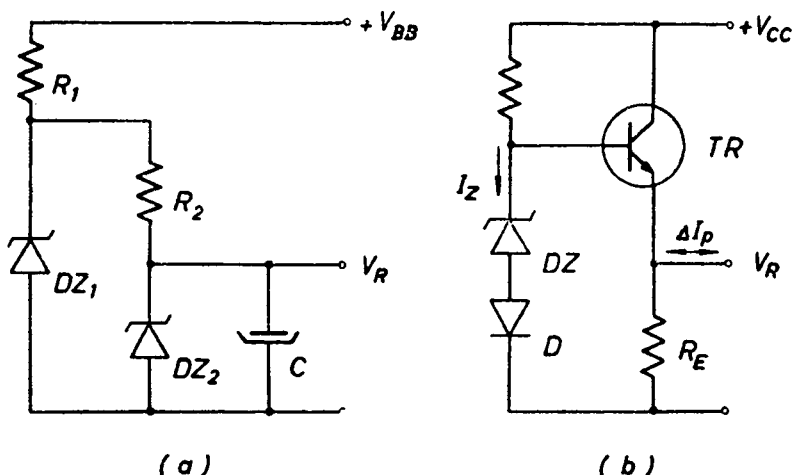 + V_BB
R_1
R_2
DZ_1
V_R
DZ_2
C
( a )
+V_CC
TR
I_Z
ΔI_p
DZ
V_R
D
R_E
( b )